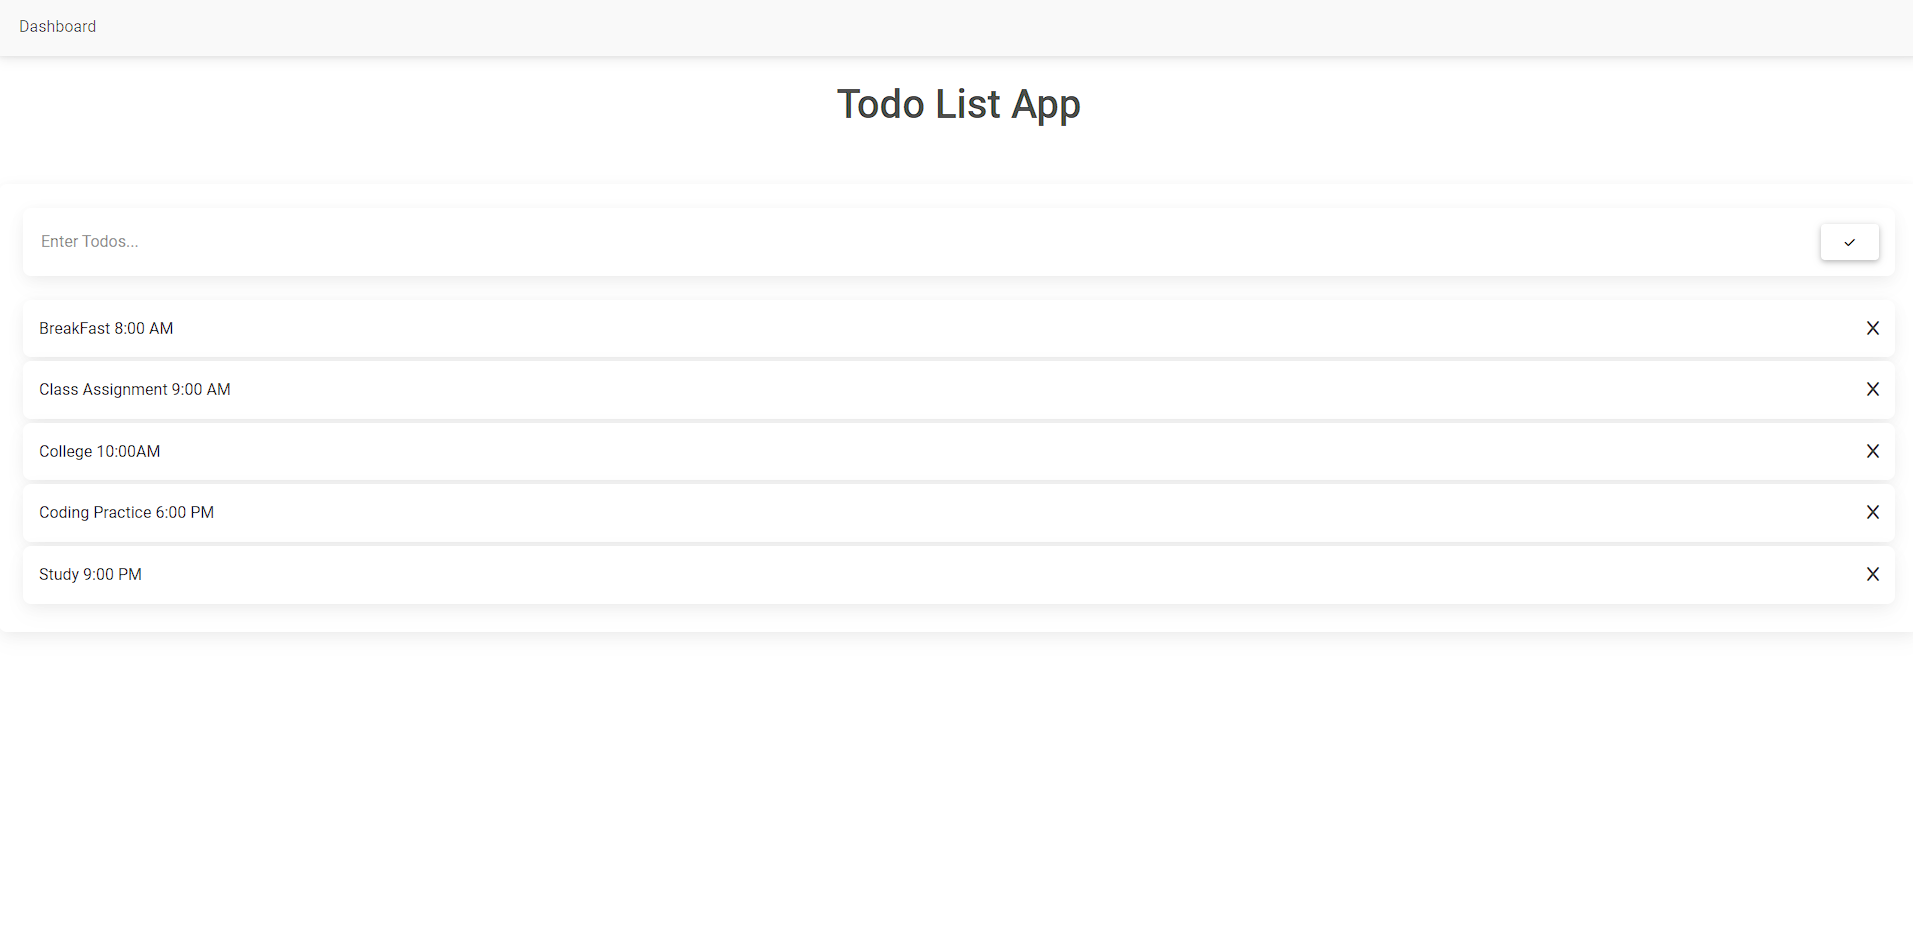 Dashboard
Todo List App
Enter Todos...
BreakFast 8:00 AM
X
Class Assignment 9:00 AM
X
College 10:00AM
X
Coding Practice 6:00 PM
X
Study 9:00 PM
X